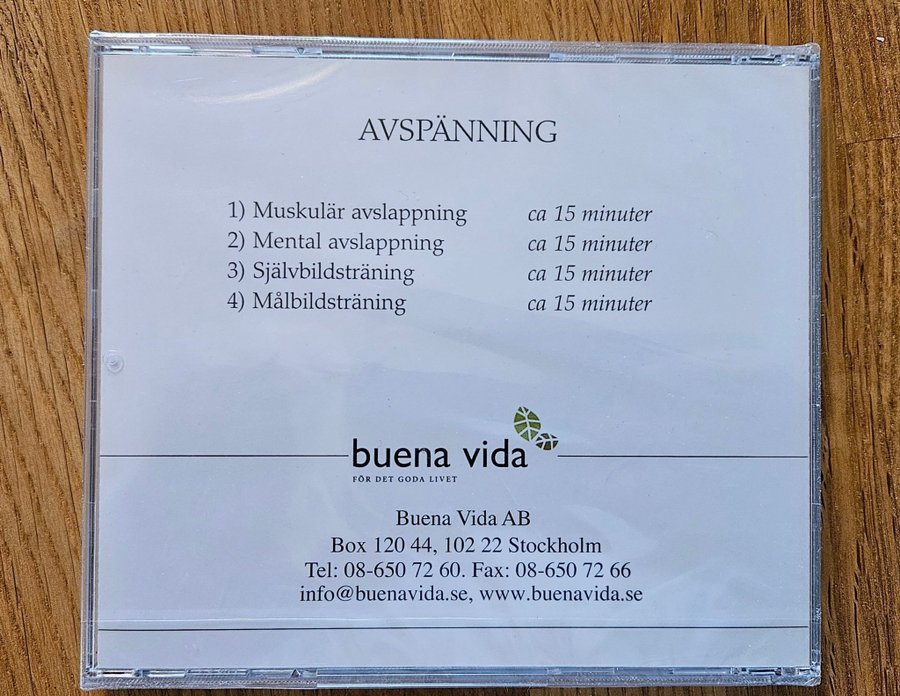 AVSPÄNNING
1) Muskulär avslappning ca 15 minuter
2) Mental avslappning ca 15 minuter
3) Självbildsträning ca 15 minuter
4) Målbildsträning ca 15 minuter
buena vida
FÖR DET GODA LIVET
Buena Vida AB
Box 120 44, 102 22 Stockholm
Tel: 08-650 72 60. Fax: 08-650 72 66
info@buenavida.se, www.buenavida.se